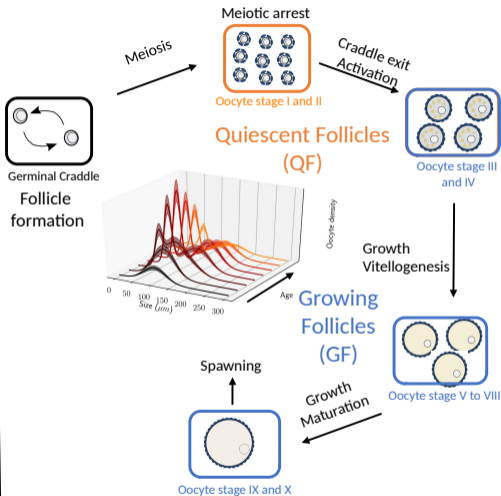 Meiotic arrest
Meiosis
Craddle exit
Activation
Oocyte stage I and II
Quiescent Follicles
(QF)
Germinal Craddle
Follicle
formation
Oocyte stage III
and IV
Oocyte density
0 50 100 150 200 250 300
Size (μm)
Age
Growth
Vitellogenesis
Growing
Follicles
(GF)
Oocyte stage V to VIII
Spawning
Growth
Maturation
Oocyte stage IX and X